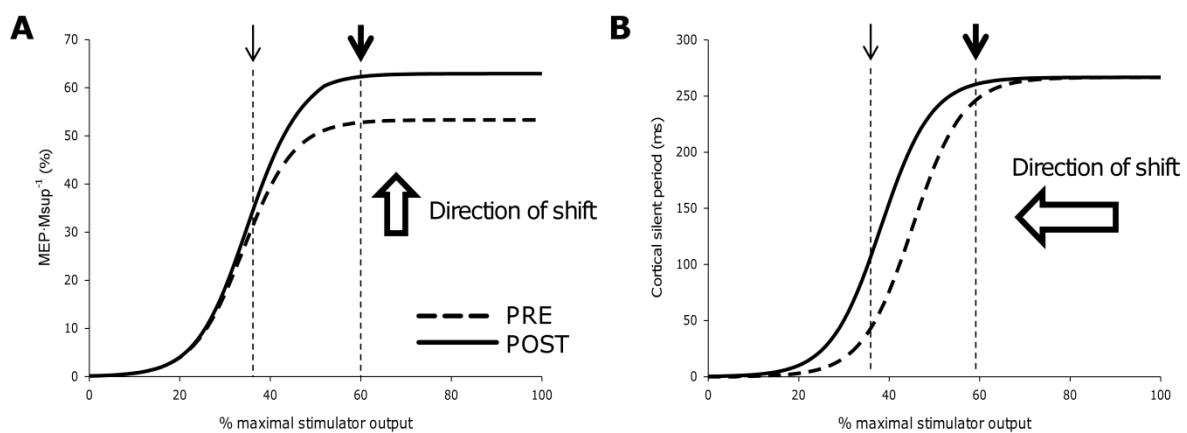 A
70
60
50
40
30
20
10
0
MEP·Msup⁻¹ (%)
0 20 40 60 80 100
% maximal stimulator output
Direction of shift
PRE
POST
B
300
250
200
150
100
50
0
Cortical silent period (ms)
0 20 40 60 80 100
% maximal stimulator output
Direction of shift